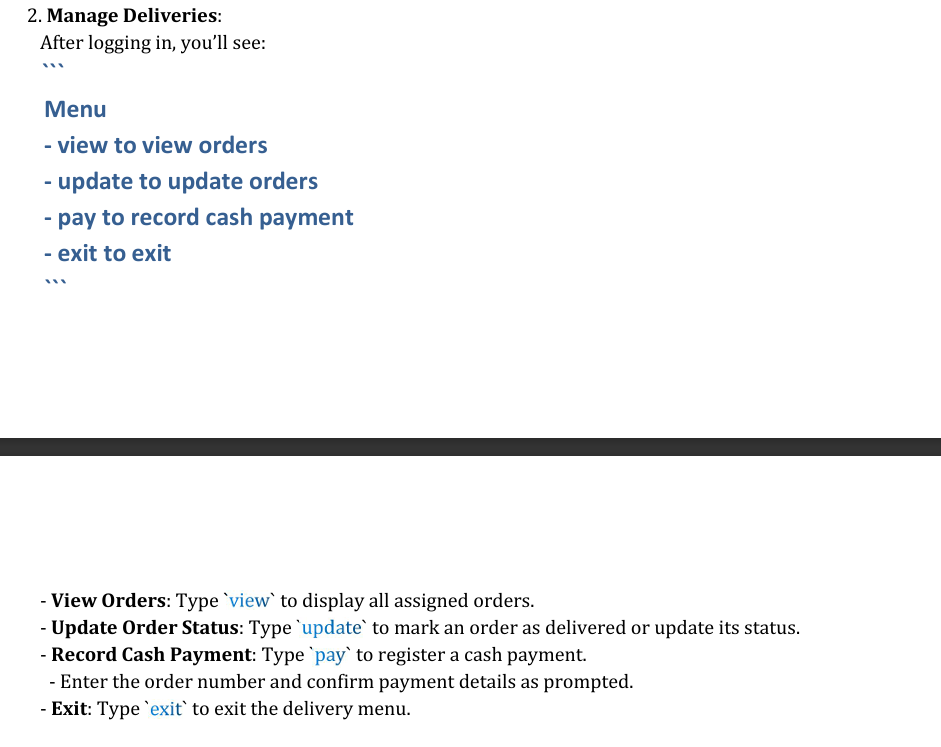 2. Manage Deliveries:
After logging in, you’ll see:
```
Menu
- view to view orders
- update to update orders
- pay to record cash payment
- exit to exit
```
- View Orders: Type `view` to display all assigned orders.
- Update Order Status: Type `update` to mark an order as delivered or update its status.
- Record Cash Payment: Type `pay` to register a cash payment.
- Enter the order number and confirm payment details as prompted.
- Exit: Type `exit` to exit the delivery menu.